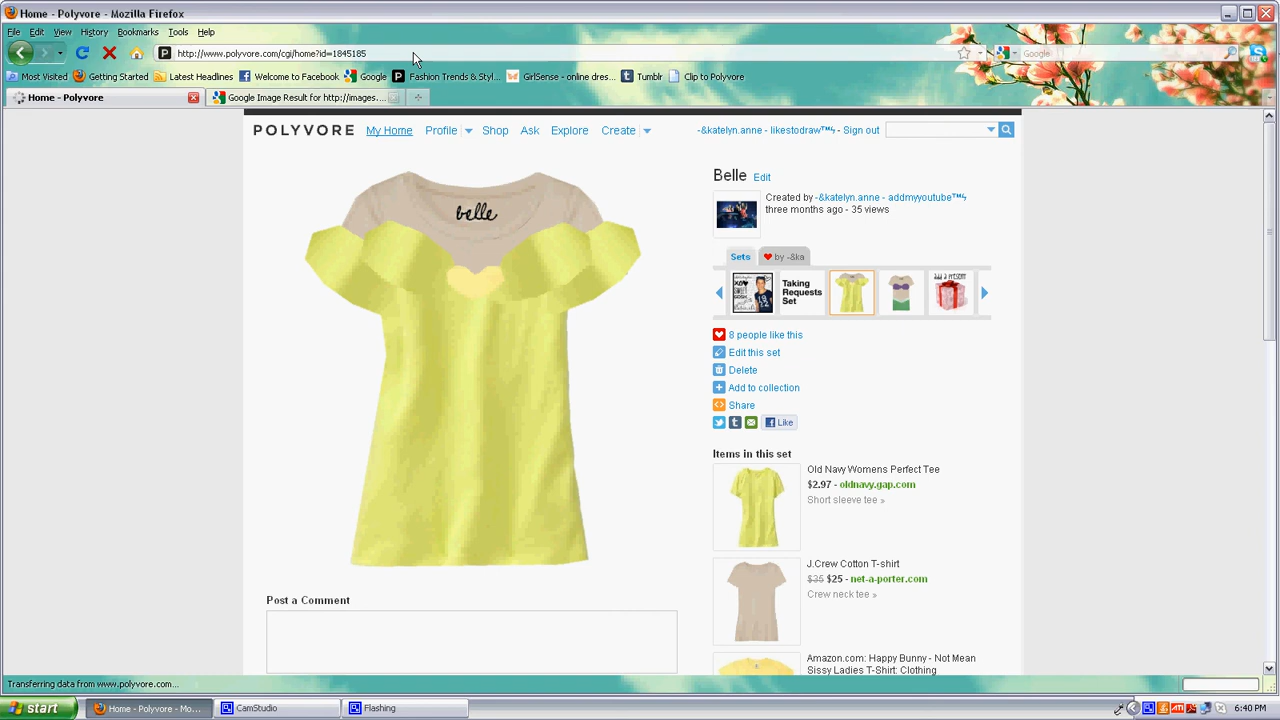 Home - Polyvore - Mozilla Firefox
File Edit View History Bookmarks Tools Help
http://www.polyvore.com/cgi/home?id=1845185
Google
Most Visited Getting Started Latest Headlines Welcome to Facebook Google Fashion Trends & Styl... GirlSense - online dres... Tumblr Clip to Polyvore
Home - Polyvore Google Image Result for http://images....
POLYVORE My Home Profile Shop Ask Explore Create -&katelyn.anne - likestodraw™ϟ - Sign out
belle
Belle Edit
Created by -&katelyn.anne - addmyyoutube™ϟ
three months ago - 35 views
Sets by -&ka
Taking
Requests
Set
8 people like this
Edit this set
Delete
Add to collection
Share
Like
Items in this set
Old Navy Womens Perfect Tee
$2.97 - oldnavy.gap.com
Short sleeve tee »
J.Crew Cotton T-shirt
$35 $25 - net-a-porter.com
Crew neck tee »
Amazon.com: Happy Bunny - Not Mean
Sissy Ladies T-Shirt: Clothing
Post a Comment
Transferring data from www.polyvore.com...
start Home - Polyvore - Mo... CamStudio Flashing 6:40 PM